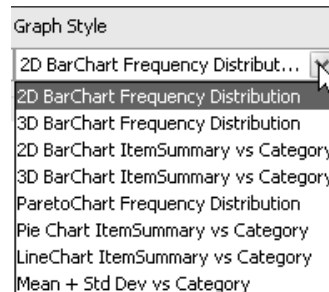 Graph Style
2D BarChart Frequency Distribut...
2D BarChart Frequency Distribution
3D BarChart Frequency Distribution
2D BarChart ItemSummary vs Category
3D BarChart ItemSummary vs Category
ParetoChart Frequency Distribution
Pie Chart ItemSummary vs Category
LineChart ItemSummary vs Category
Mean + Std Dev vs Category